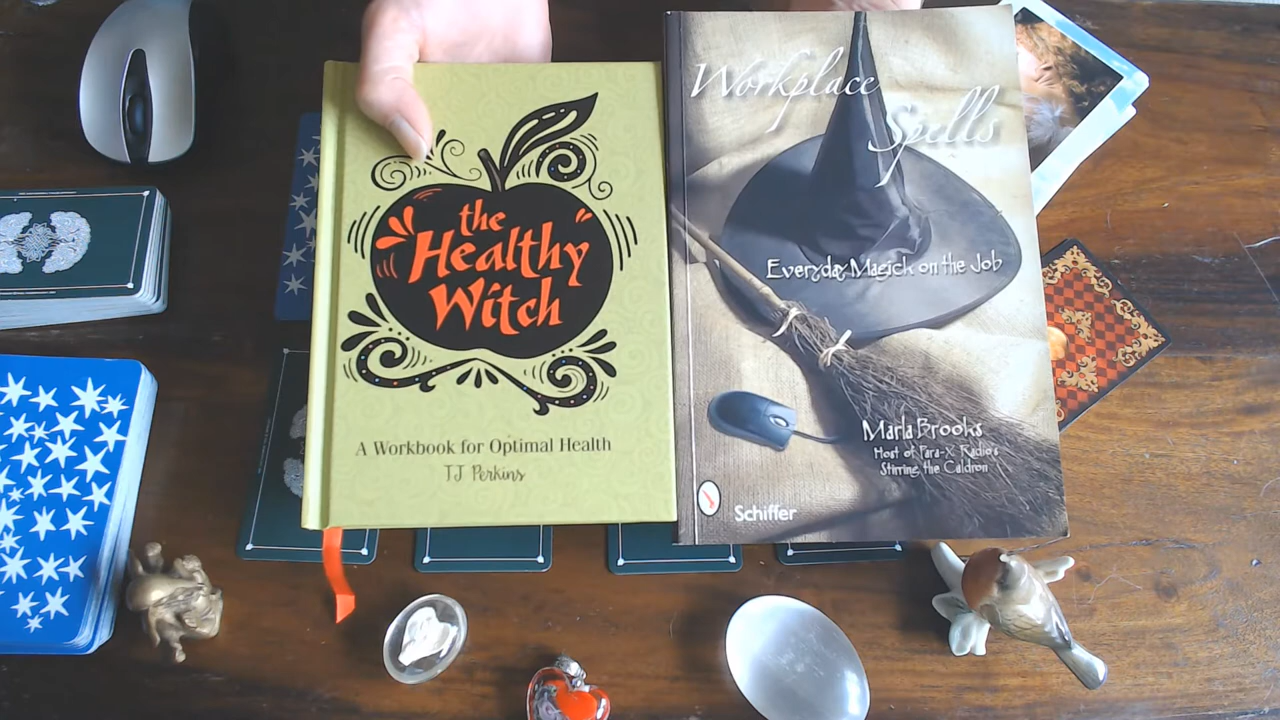 the
Healthy
Witch
A Workbook for Optimal Health
TJ Perkins
Workplace
Spells
Everyday Magick on the Job
Marla Brooks
Host of Para-X Radio's
Stirring the Caldron
Schiffer